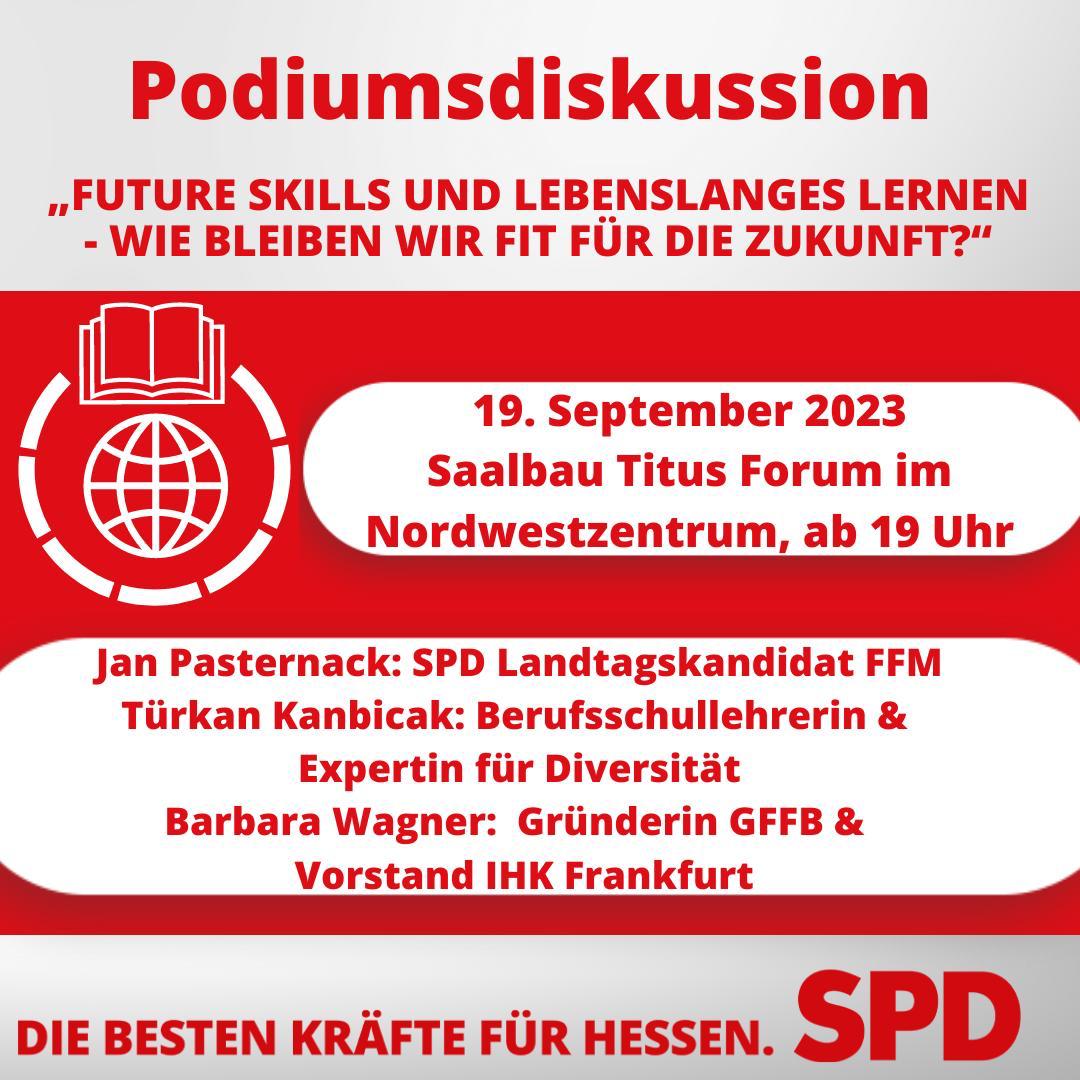 Podiumsdiskussion
„FUTURE SKILLS UND LEBENSLANGES LERNEN
- WIE BLEIBEN WIR FIT FÜR DIE ZUKUNFT?“
19. September 2023
Saalbau Titus Forum im
Nordwestzentrum, ab 19 Uhr
Jan Pasternack: SPD Landtagskandidat FFM
Türkan Kanbicak: Berufsschullehrerin &
Expertin für Diversität
Barbara Wagner: Gründerin GFFB &
Vorstand IHK Frankfurt
DIE BESTEN KRÄFTE FÜR HESSEN. SPD